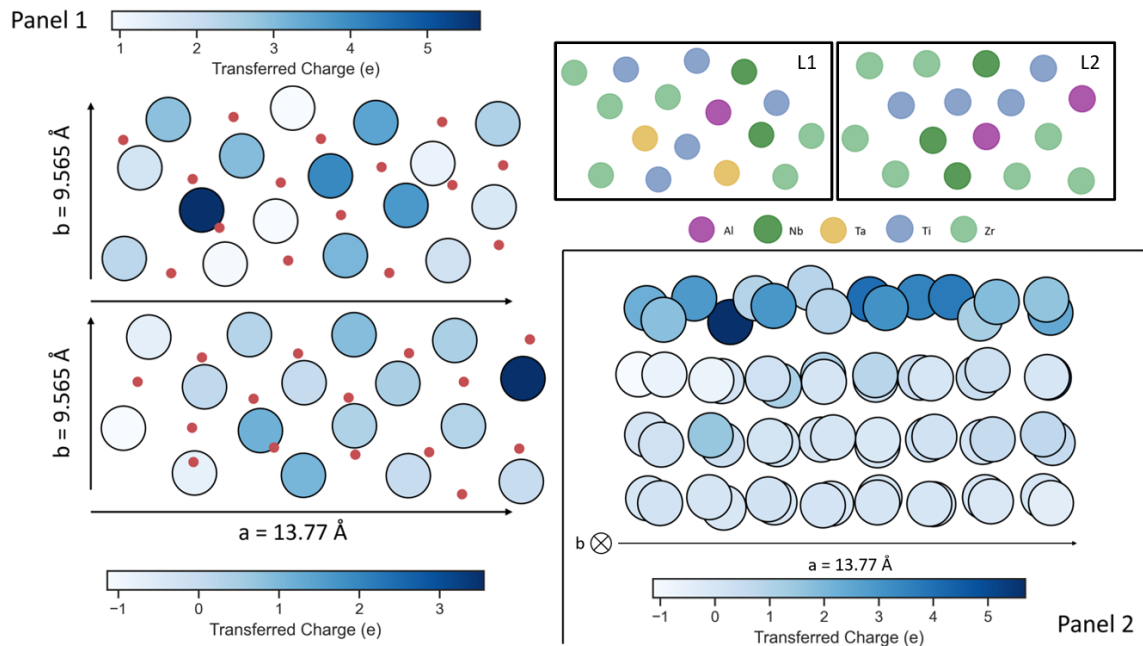 Panel 1
1 2 3 4 5
Transferred Charge (e)
b = 9.565 Å
b = 9.565 Å
a = 13.77 Å
−1 0 1 2 3
Transferred Charge (e)
L1
L2
Al Nb Ta Ti Zr
b
a = 13.77 Å
−1 0 1 2 3 4 5
Transferred Charge (e)
Panel 2